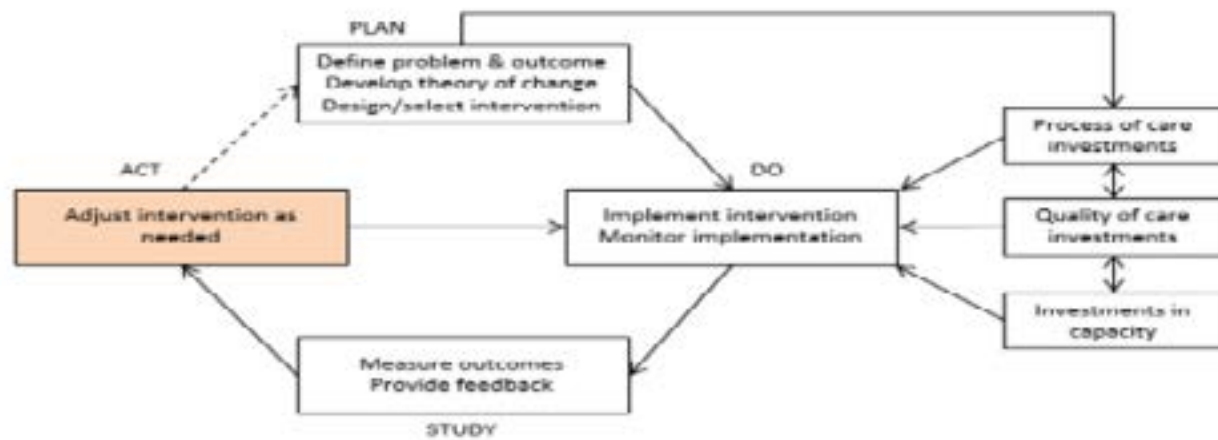 PLAN
Define problem & outcome
Develop theory of change
Design/select intervention
Process of care
investments
ACT
DO
Adjust intervention as
needed
Implement intervention
Monitor implementation
Quality of care
investments
Investments in
capacity
Measure outcomes
Provide feedback
STUDY